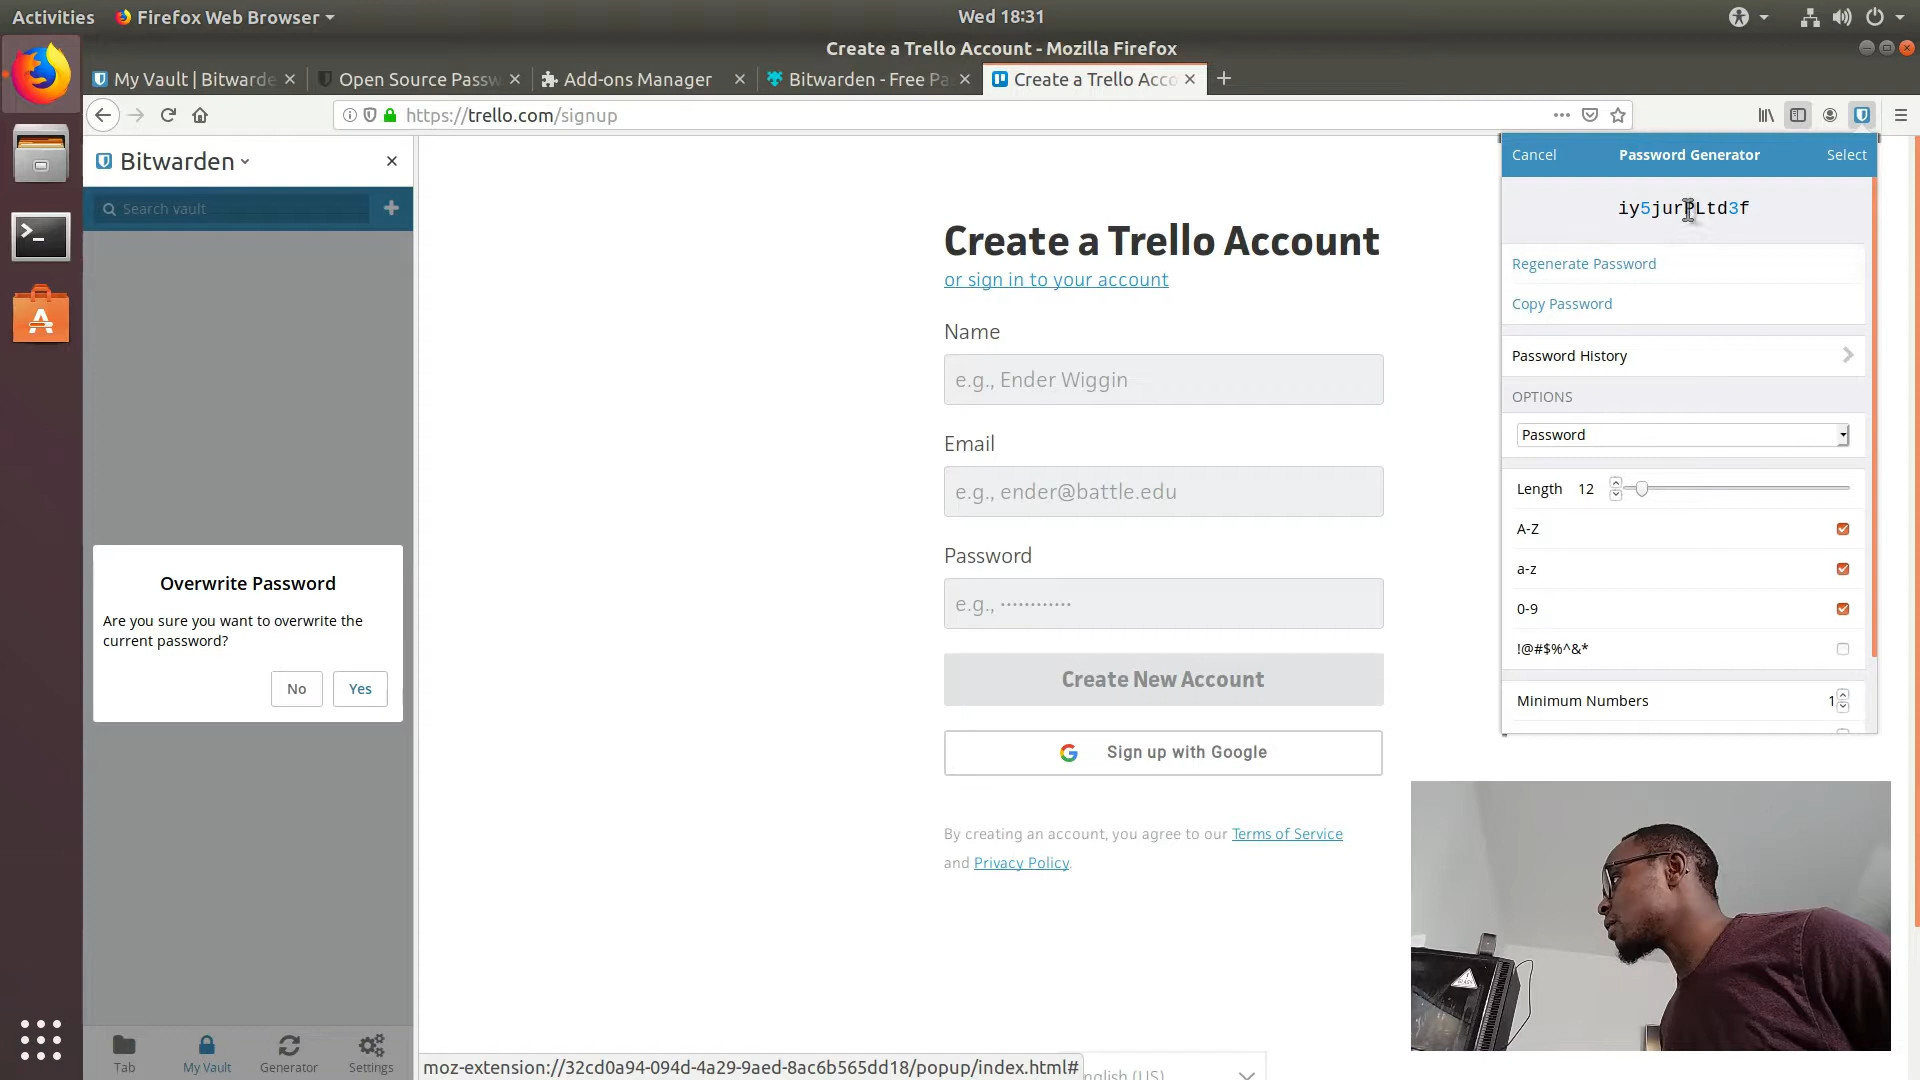 Activities
Firefox Web Browser
Wed 18:31
Create a Trello Account - Mozilla Firefox
My Vault | Bitwarde
Open Source Passw
Add-ons Manager
Bitwarden - Free Pa
Create a Trello Acco
https://trello.com/signup
Bitwarden
Search vault
Overwrite Password
Are you sure you want to overwrite the
current password?
No
Yes
Tab
My Vault
Generator
Settings
Create a Trello Account
or sign in to your account
Name
e.g., Ender Wiggin
Email
e.g., ender@battle.edu
Password
e.g., ••••••••••••
Create New Account
Sign up with Google
By creating an account, you agree to our Terms of Service
and Privacy Policy.
moz-extension://32cd0a94-094d-4a29-9aed-8ac6b565dd18/popup/index.html#
nglish (US)
Cancel
Password Generator
Select
iy5jurPLtd3f
Regenerate Password
Copy Password
Password History
OPTIONS
Password
Length 12
A-Z
a-z
0-9
!@#$%^&*
Minimum Numbers 1